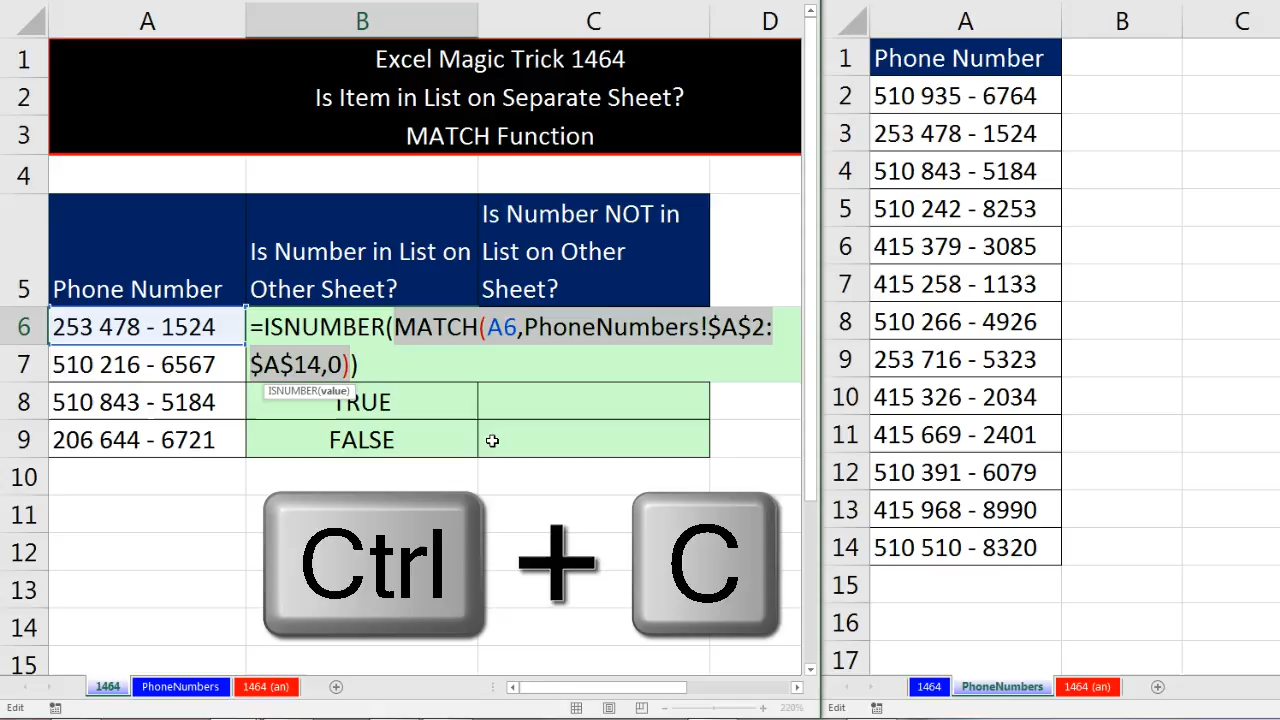 A B C D
1 Excel Magic Trick 1464
2 Is Item in List on Separate Sheet?
3 MATCH Function
4
5 Phone Number Is Number in List on Other Sheet? Is Number NOT in List on Other Sheet?
6 253 478 - 1524 =ISNUMBER(MATCH(A6,PhoneNumbers!$A$2:
7 510 216 - 6567 $A$14,0))
ISNUMBER(value)
8 510 843 - 5184 TRUE
9 206 644 - 6721 FALSE
10
11
12
13
14
15
Ctrl + C
1464 PhoneNumbers 1464 (an)
Edit 220%
A B C
1 Phone Number
2 510 935 - 6764
3 253 478 - 1524
4 510 843 - 5184
5 510 242 - 8253
6 415 379 - 3085
7 415 258 - 1133
8 510 266 - 4926
9 253 716 - 5323
10 415 326 - 2034
11 415 669 - 2401
12 510 391 - 6079
13 415 968 - 8990
14 510 510 - 8320
15
16
17
1464 PhoneNumbers 1464 (an)
Edit